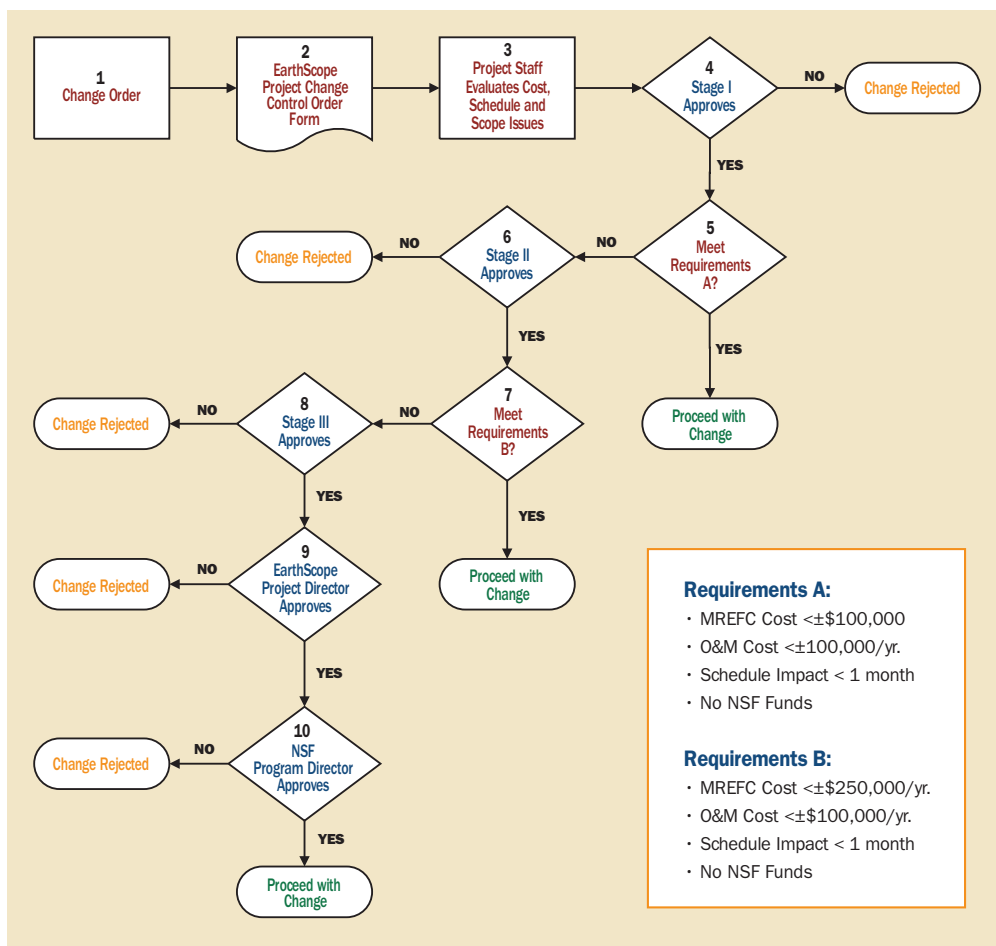 1
Change Order
2
EarthScope
Project Change
Control Order
Form
3
Project Staff
Evaluates Cost,
Schedule and
Scope Issues
4
Stage I
Approves
NO
Change Rejected
YES
5
Meet
Requirements
A?
NO
6
Stage II
Approves
NO
Change Rejected
YES
YES
Proceed with
Change
7
Meet
Requirements
B?
NO
8
Stage III
Approves
NO
Change Rejected
YES
YES
Proceed with
Change
9
EarthScope
Project Director
Approves
NO
Change Rejected
YES
10
NSF
Program Director
Approves
NO
Change Rejected
YES
Proceed with
Change
Requirements A:
· MREFC Cost <±$100,000
· O&M Cost <±100,000/yr.
· Schedule Impact < 1 month
· No NSF Funds
Requirements B:
· MREFC Cost <±$250,000/yr.
· O&M Cost <±$100,000/yr.
· Schedule Impact < 1 month
· No NSF Funds